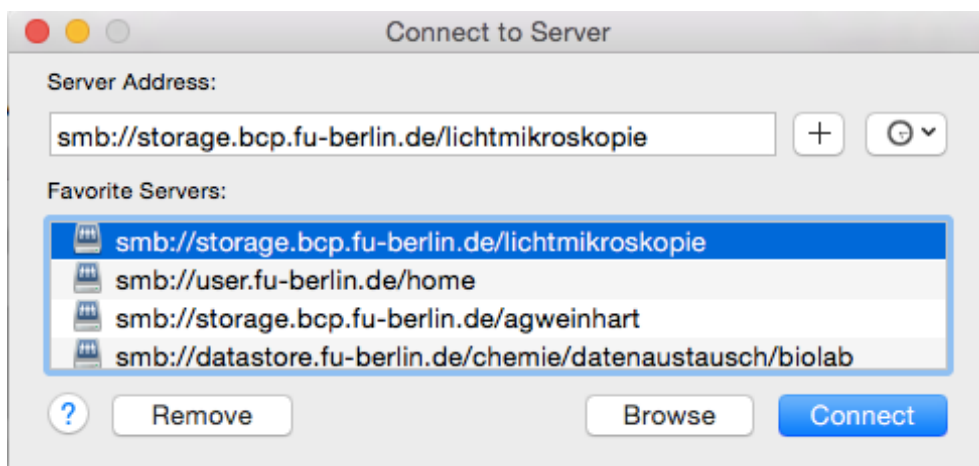 Connect to Server
Server Address:
smb://storage.bcp.fu-berlin.de/lichtmikroskopie
Favorite Servers:
smb://storage.bcp.fu-berlin.de/lichtmikroskopie
smb://user.fu-berlin.de/home
smb://storage.bcp.fu-berlin.de/agweinhart
smb://datastore.fu-berlin.de/chemie/datenaustausch/biolab
? Remove Browse Connect